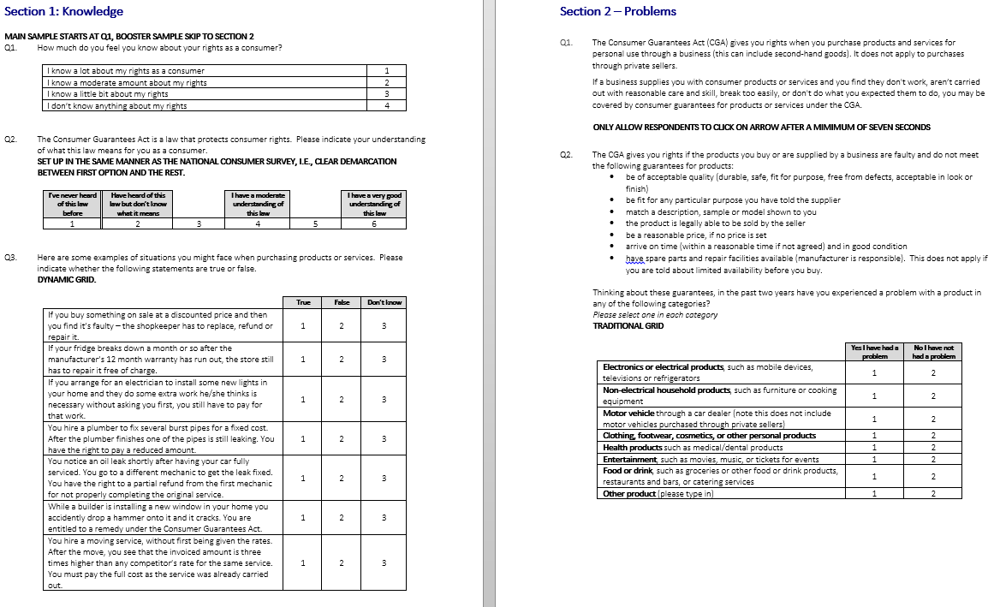 Section 1: Knowledge
MAIN SAMPLE STARTS AT Q1, BOOSTER SAMPLE SKIP TO SECTION 2
Q1. How much do you feel you know about your rights as a consumer?
I know a lot about my rights as a consumer 1
I know a moderate amount about my rights 2
I know a little bit about my rights 3
I don't know anything about my rights 4
Q2. The Consumer Guarantees Act is a law that protects consumer rights. Please indicate your understanding
of what this law means for you as a consumer.
SET UP IN THE SAME MANNER AS THE NATIONAL CONSUMER SURVEY, I.E., CLEAR DEMARCATION
BETWEEN FIRST OPTION AND THE REST.
I've never heard Have heard of this I have a moderate I have a very good
of this law law but don't know understanding of understanding of
before what it means this law this law
1 2 3 4 5 6
Q3. Here are some examples of situations you might face when purchasing products or services. Please
indicate whether the following statements are true or false.
DYNAMIC GRID.
True False Don't know
If you buy something on sale at a discounted price and then
you find it's faulty – the shopkeeper has to replace, refund or 1 2 3
repair it.
If your fridge breaks down a month or so after the
manufacturer's 12 month warranty has run out, the store still 1 2 3
has to repair it free of charge.
If you arrange for an electrician to install some new lights in
your home and they do some extra work he/she thinks is
necessary without asking you first, you still have to pay for 1 2 3
that work.
You hire a plumber to fix several burst pipes for a fixed cost.
After the plumber finishes one of the pipes is still leaking. You 1 2 3
have the right to pay a reduced amount.
You notice an oil leak shortly after having your car fully
serviced. You go to a different mechanic to get the leak fixed.
You have the right to a partial refund from the first mechanic 1 2 3
for not properly completing the original service.
While a builder is installing a new window in your home you
accidently drop a hammer onto it and it cracks. You are 1 2 3
entitled to a remedy under the Consumer Guarantees Act.
You hire a moving service, without first being given the rates.
After the move, you see that the invoiced amount is three
times higher than any competitor's rate for the same service. 1 2 3
You must pay the full cost as the service was already carried
out.
Section 2 – Problems
Q1. The Consumer Guarantees Act (CGA) gives you rights when you purchase products and services for
personal use through a business (this can include second-hand goods). It does not apply to purchases
through private sellers.
If a business supplies you with consumer products or services and you find they don't work, aren't carried
out with reasonable care and skill, break too easily, or don't do what you expected them to do, you may be
covered by consumer guarantees for products or services under the CGA.
ONLY ALLOW RESPONDENTS TO CLICK ON ARROW AFTER A MIMIMUM OF SEVEN SECONDS
Q2. The CGA gives you rights if the products you buy or are supplied by a business are faulty and do not meet
the following guarantees for products:
• be of acceptable quality (durable, safe, fit for purpose, free from defects, acceptable in look or
finish)
• be fit for any particular purpose you have told the supplier
• match a description, sample or model shown to you
• the product is legally able to be sold by the seller
• be a reasonable price, if no price is set
• arrive on time (within a reasonable time if not agreed) and in good condition
• have spare parts and repair facilities available (manufacturer is responsible). This does not apply if
you are told about limited availability before you buy.
Thinking about these guarantees, in the past two years have you experienced a problem with a product in
any of the following categories?
Please select one in each category
TRADITIONAL GRID
Yes I have had a No I have not
problem had a problem
Electronics or electrical products, such as mobile devices,
televisions or refrigerators 1 2
Non-electrical household products, such as furniture or cooking
equipment 1 2
Motor vehicle through a car dealer (note this does not include
motor vehicles purchased through private sellers) 1 2
Clothing, footwear, cosmetics, or other personal products 1 2
Health products such as medical/dental products 1 2
Entertainment, such as movies, music, or tickets for events 1 2
Food or drink, such as groceries or other food or drink products,
restaurants and bars, or catering services 1 2
Other product (please type in) 1 2